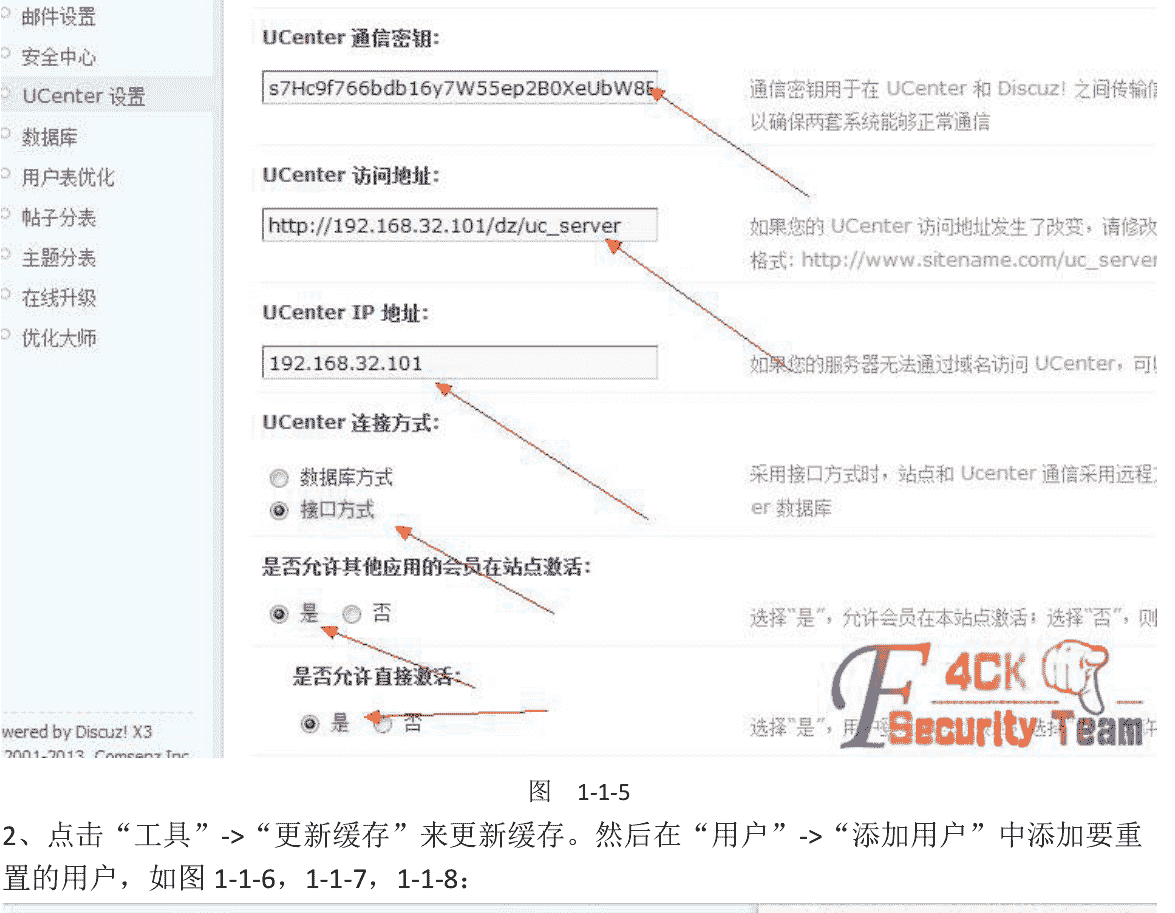 邮件设置
安全中心
UCenter 设置
数据库
用户表优化
帖子分表
主题分表
在线升级
优化大师
wered by Discuz! X3
2001-2013, Comsenz Inc.
UCenter 通信密钥:
s7Hc9f766bdb16y7W55ep2B0XeUbW8E
通信密钥用于在 UCenter 和 Discuz! 之间传输信
以确保两套系统能够正常通信
UCenter 访问地址:
http://192.168.32.101/dz/uc_server
如果您的 UCenter 访问地址发生了改变，请修改
格式: http://www.sitename.com/uc_server
UCenter IP 地址:
192.168.32.101
如果您的服务器无法通过域名访问 UCenter，可以
UCenter 连接方式:
数据库方式
接口方式
采用接口方式时，站点和 Ucenter 通信采用远程
er 数据库
是否允许其他应用的会员在站点激活:
是 否
选择“是”，允许会员在本站点激活；选择“否”，则
是否允许直接激活:
是 否
选择“是”，用户
F4CK
Security Team
图 1-1-5
2、点击“工具”->“更新缓存”来更新缓存。然后在“用户”->“添加用户”中添加要重
置的用户，如图 1-1-6，1-1-7，1-1-8：